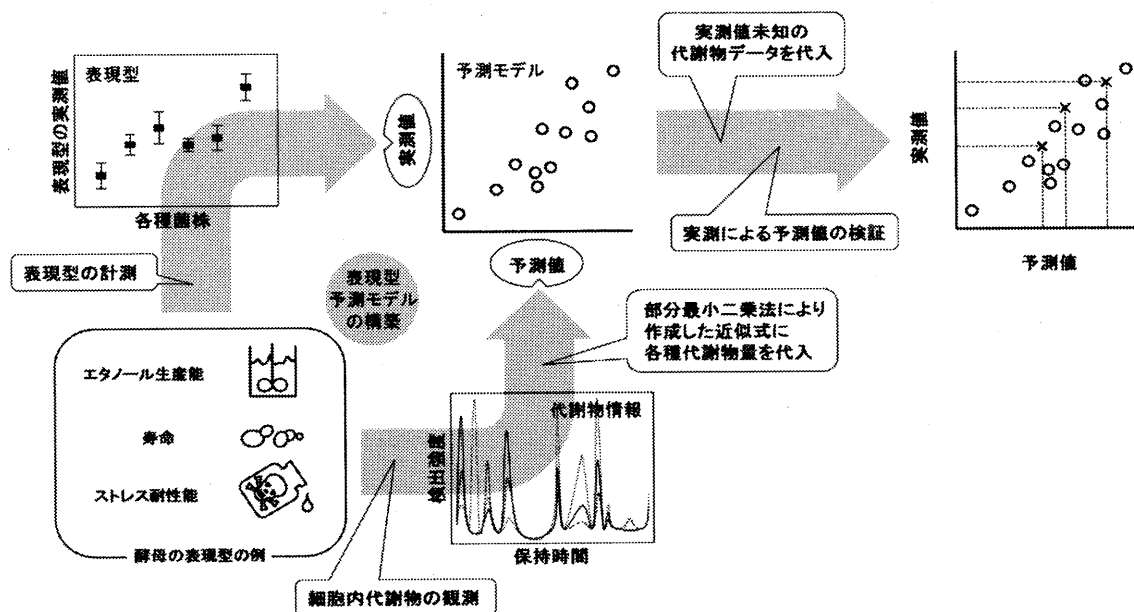 表現型
表現型の実測値
各種菌株
表現型の計測
予測モデル
実測値
予測値
実測値未知の
代謝物データを代入
実測による予測値の検証
実測値
予測値
表現型
予測モデル
の構築
部分最小二乗法により
作成した近似式に
各種代謝物量を代入
エタノール生産能
寿命
ストレス耐性能
酵母の表現型の例
代謝物情報
検出強度
保持時間
細胞内代謝物の観測